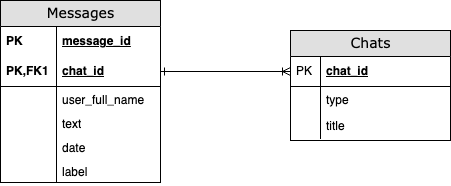 Messages
PK message_id
PK,FK1 chat_id
user_full_name
text
date
label
Chats
PK chat_id
type
title